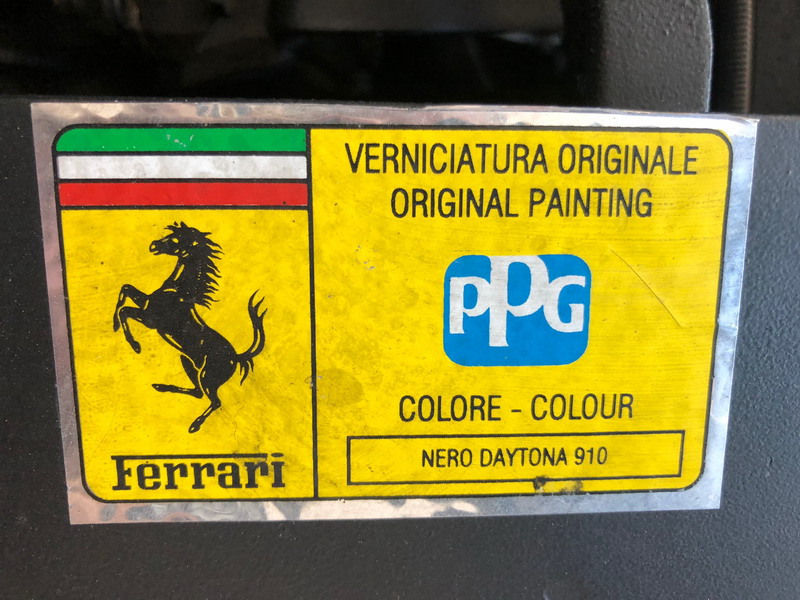 VERNICIATURA ORIGINALE
ORIGINAL PAINTING
PPG
COLORE - COLOUR
NERO DAYTONA 910
Ferrari